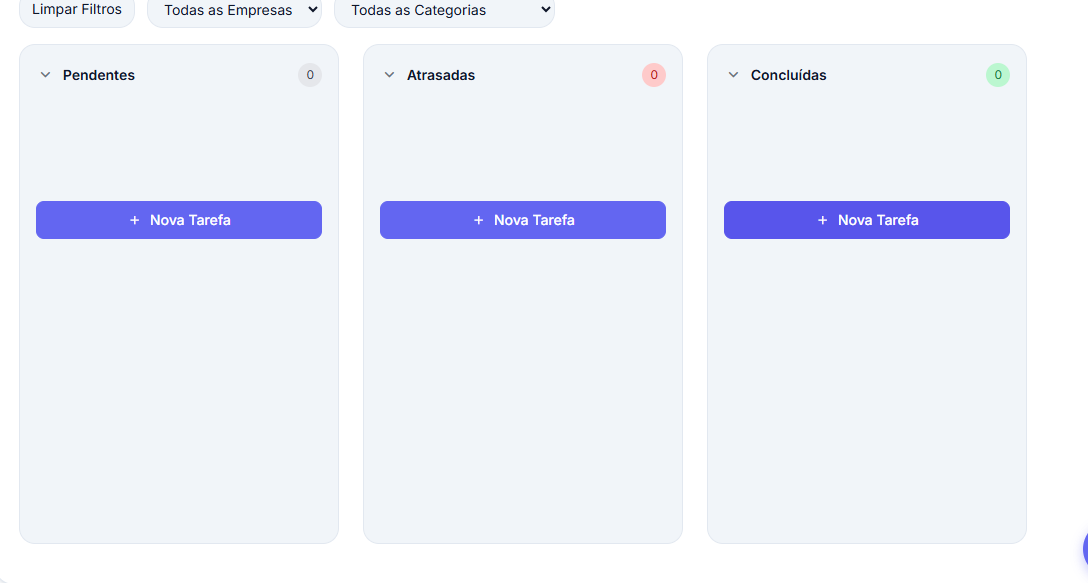 Limpar Filtros
Todas as Empresas
Todas as Categorias
Pendentes
0
Atrasadas
0
Concluídas
0
+ Nova Tarefa
+ Nova Tarefa
+ Nova Tarefa